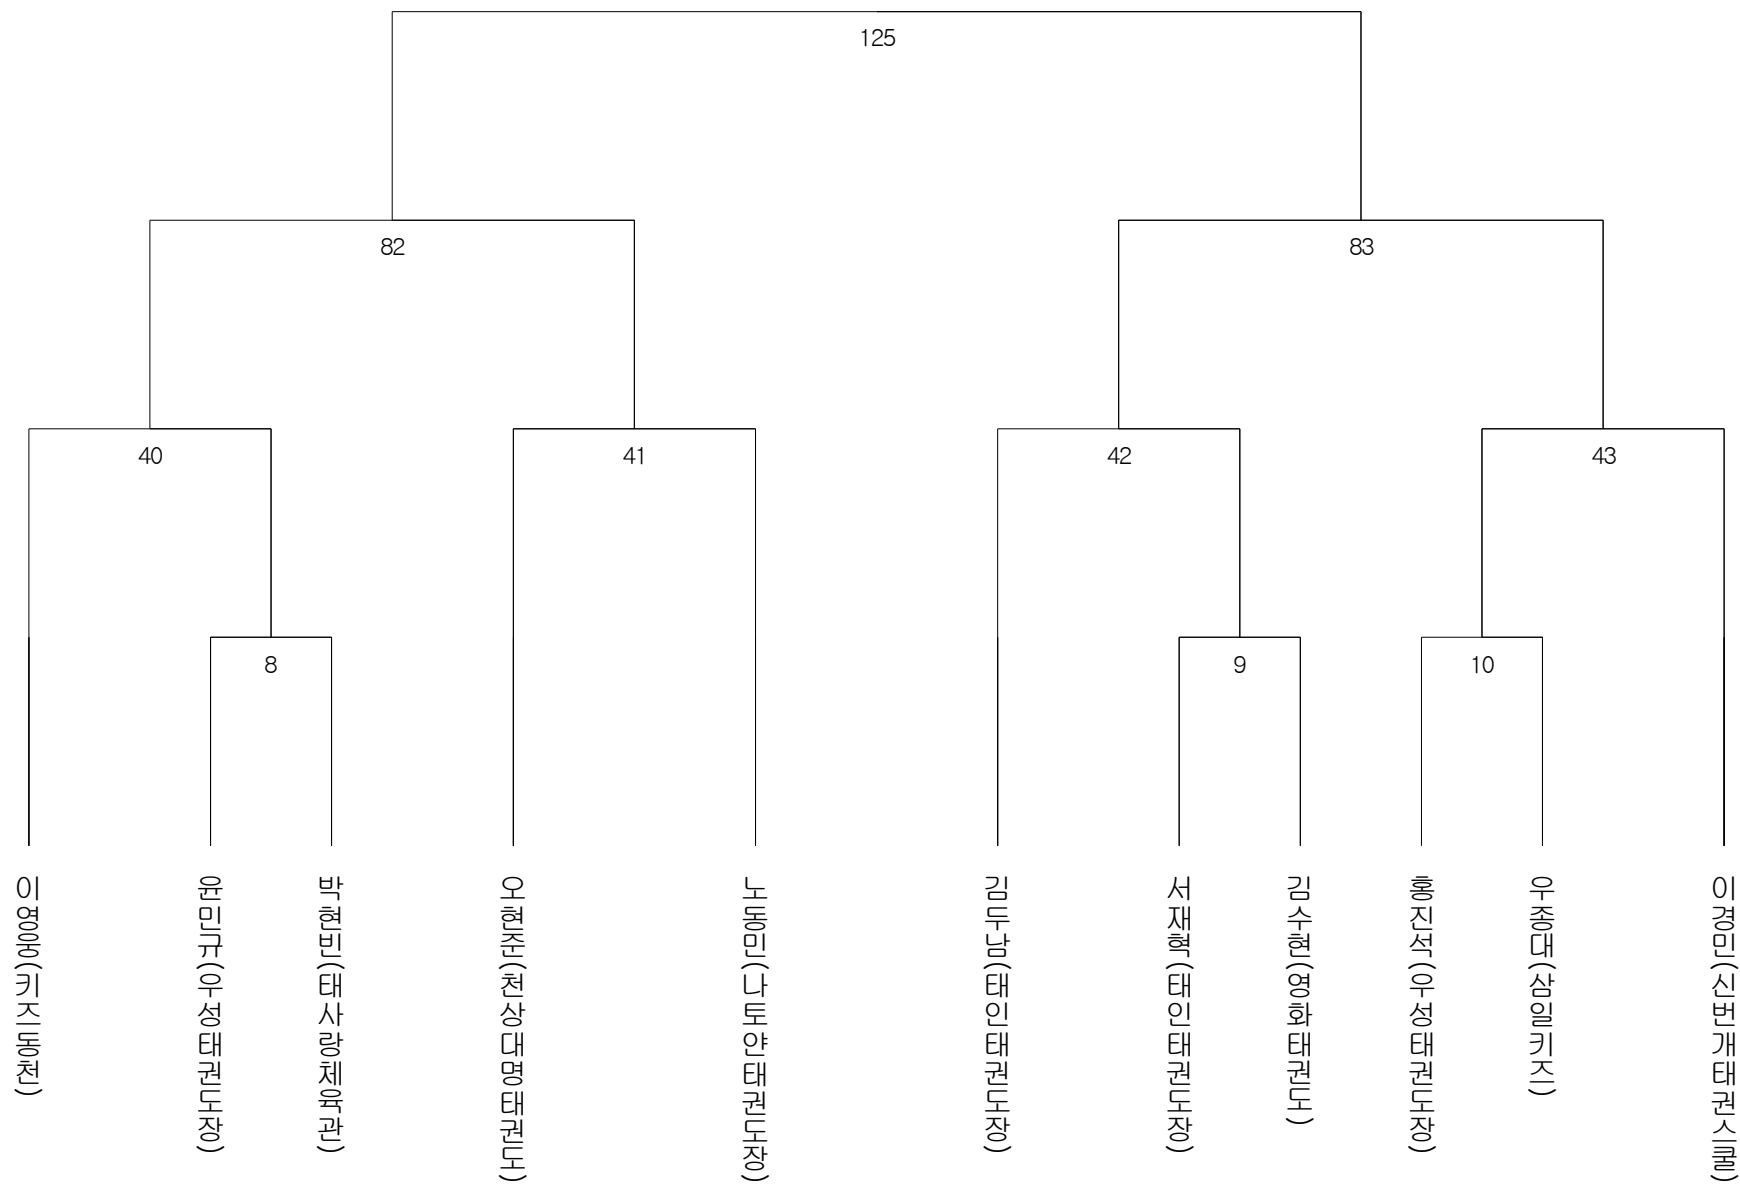 125
82
83
40
41
42
43
8
9
10
이영웅(키즈동천)
윤민규(우성태권도장)
박현빈(태사랑체육관)
오현준(천상대명태권도)
노동민(나토얀태권도장)
김두남(태인태권도장)
서재혁(태인태권도장)
김수현(영화태권도)
홍진석(우성태권도장)
우종대(삼일키즈)
이경민(신번개태권스쿨)